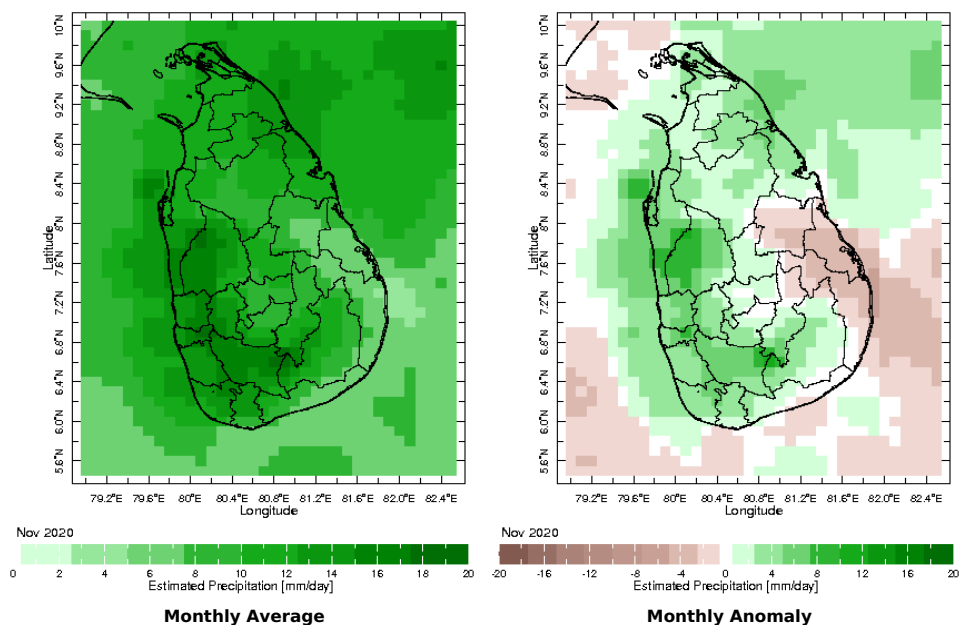 10°N
9.6°N
9.2°N
8.8°N
8.4°N
8°N
7.6°N
7.2°N
6.8°N
6.4°N
6.0°N
5.6°N
Latitude
79.2°E 79.6°E 80°E 80.4°E 80.8°E 81.2°E 81.6°E 82.0°E 82.4°E
Longitude
Nov 2020
0 2 4 6 8 10 12 14 16 18 20
Estimated Precipitation [mm/day]
Monthly Average
10°N
9.6°N
9.2°N
8.8°N
8.4°N
8°N
7.6°N
7.2°N
6.8°N
6.4°N
6.0°N
5.6°N
Latitude
79.2°E 79.6°E 80°E 80.4°E 80.8°E 81.2°E 81.6°E 82.0°E 82.4°E
Longitude
Nov 2020
-20 -16 -12 -8 -4 0 4 8 12 16 20
Estimated Precipitation [mm/day]
Monthly Anomaly